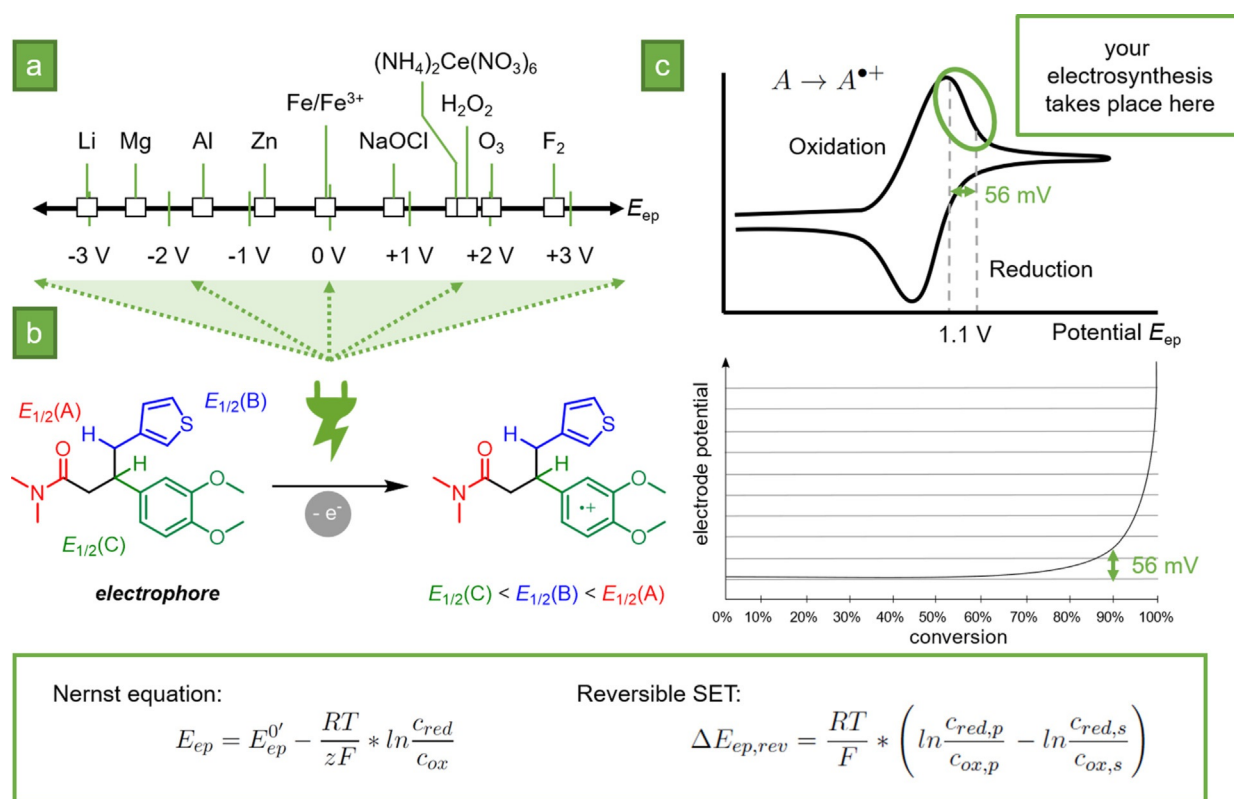 a
(NH4)2Ce(NO3)6
Fe/Fe3+
H2O2
Li
Mg
Al
Zn
NaOCl
O3
F2
Eep
-3 V
-2 V
-1 V
0 V
+1 V
+2 V
+3 V
b
E1/2(A)
E1/2(B)
H
S
O
H
N
O
O
E1/2(C)
electrophore
- e-
H
S
O
H
N
•+
O
O
E1/2(C) < E1/2(B) < E1/2(A)
c
A → A•+
your
electrosynthesis
takes place here
Oxidation
56 mV
Reduction
1.1 V
Potential Eep
electrode potential
56 mV
0% 10% 20% 30% 40% 50% 60% 70% 80% 90% 100%
conversion
Nernst equation:
Eep = E0′ep − RT/zF * ln cred/cox
Reversible SET:
ΔEep,rev = RT/F * (ln cred,p/cox,p − ln cred,s/cox,s)